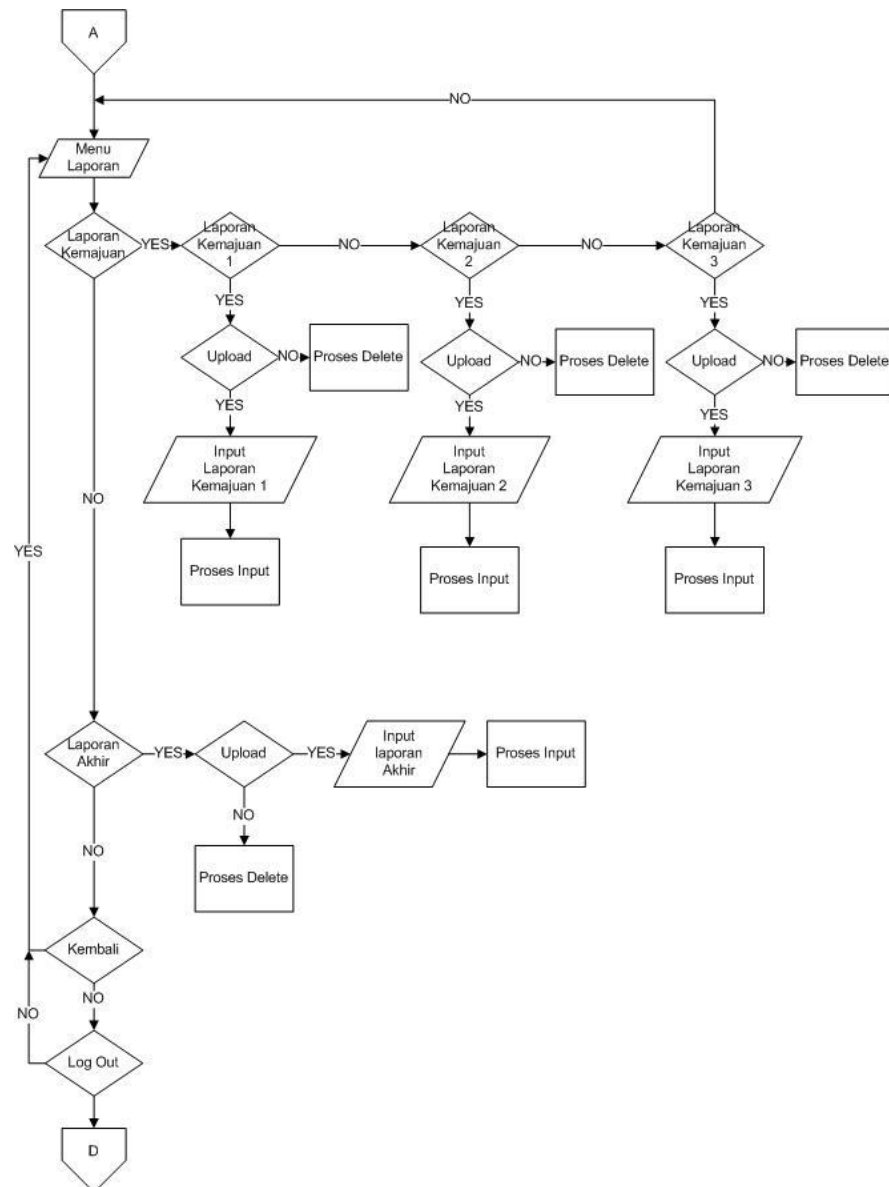 A
NO
Menu
Laporan
Laporan
Kemajuan
YES
Laporan
Kemajuan
1
NO
Laporan
Kemajuan
2
NO
Laporan
Kemajuan
3
YES
YES
YES
Upload
NO
Proses Delete
Upload
NO
Proses Delete
Upload
NO
Proses Delete
YES
YES
YES
Input
Laporan
Kemajuan 1
Input
Laporan
Kemajuan 2
Input
Laporan
Kemajuan 3
NO
YES
Proses Input
Proses Input
Proses Input
Laporan
Akhir
YES
Upload
YES
Input
laporan
Akhir
Proses Input
NO
NO
Proses Delete
Kembali
NO
NO
Log Out
D